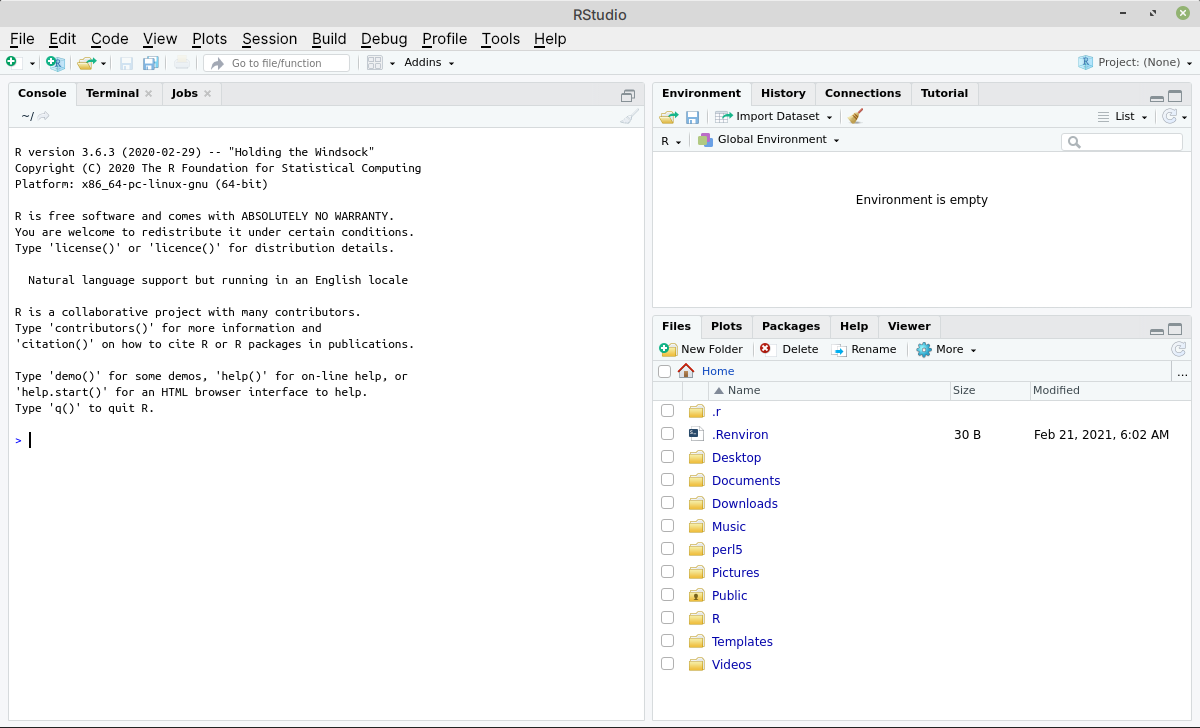 RStudio
File Edit Code View Plots Session Build Debug Profile Tools Help
Go to file/function Addins Project: (None)
Console Terminal Jobs
~/
R version 3.6.3 (2020-02-29) -- "Holding the Windsock"
Copyright (C) 2020 The R Foundation for Statistical Computing
Platform: x86_64-pc-linux-gnu (64-bit)
R is free software and comes with ABSOLUTELY NO WARRANTY.
You are welcome to redistribute it under certain conditions.
Type 'license()' or 'licence()' for distribution details.
Natural language support but running in an English locale
R is a collaborative project with many contributors.
Type 'contributors()' for more information and
'citation()' on how to cite R or R packages in publications.
Type 'demo()' for some demos, 'help()' for on-line help, or
'help.start()' for an HTML browser interface to help.
Type 'q()' to quit R.
>
Environment History Connections Tutorial
Import Dataset List
R Global Environment
Environment is empty
Files Plots Packages Help Viewer
New Folder Delete Rename More
Home ...
Name Size Modified
.r
.Renviron 30 B Feb 21, 2021, 6:02 AM
Desktop
Documents
Downloads
Music
perl5
Pictures
Public
R
Templates
Videos